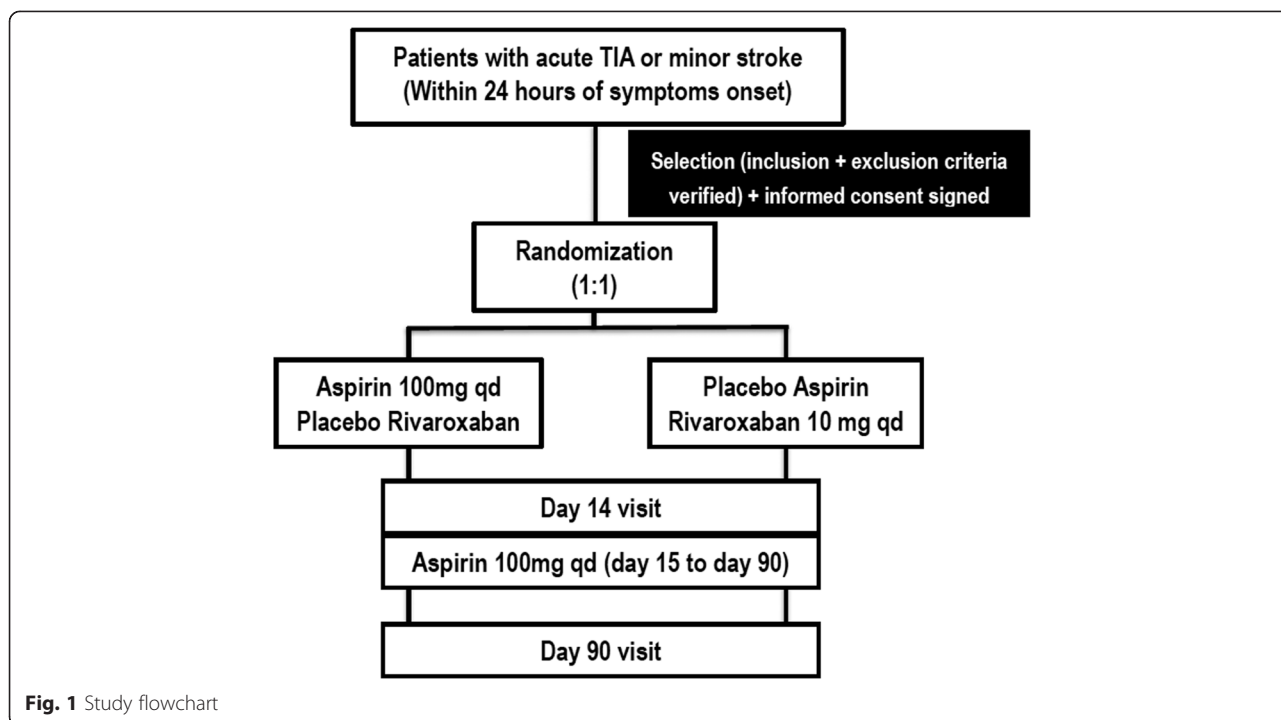 Patients with acute TIA or minor stroke
(Within 24 hours of symptoms onset)
Selection (inclusion + exclusion criteria
verified) + informed consent signed
Randomization
(1:1)
Aspirin 100mg qd
Placebo Rivaroxaban
Placebo Aspirin
Rivaroxaban 10 mg qd
Day 14 visit
Aspirin 100mg qd (day 15 to day 90)
Day 90 visit
Fig. 1 Study flowchart